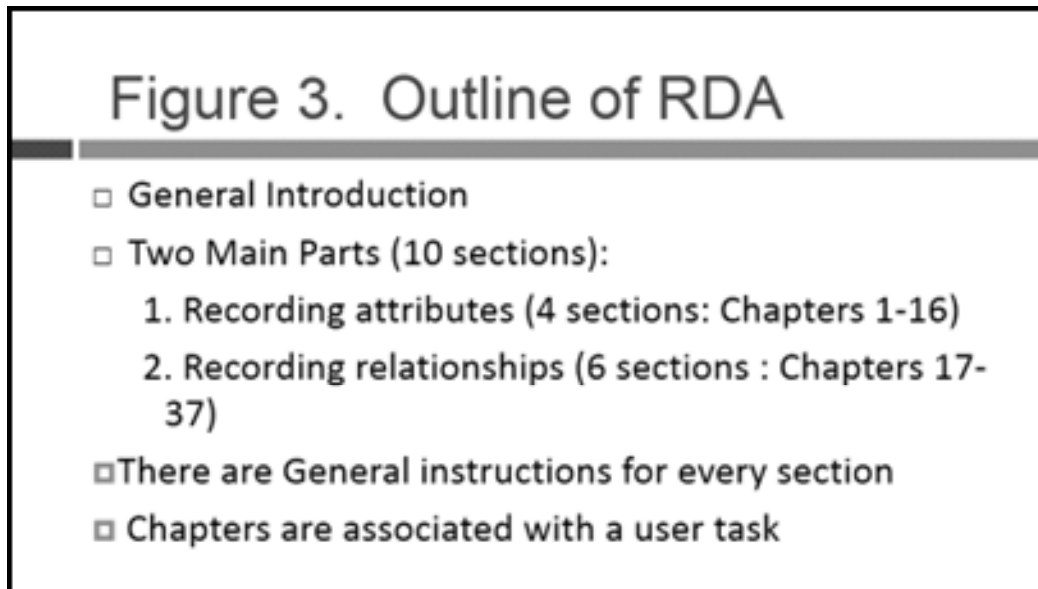 Figure 3. Outline of RDA
General Introduction
Two Main Parts (10 sections):
1. Recording attributes (4 sections: Chapters 1-16)
2. Recording relationships (6 sections : Chapters 17-
37)
There are General instructions for every section
Chapters are associated with a user task